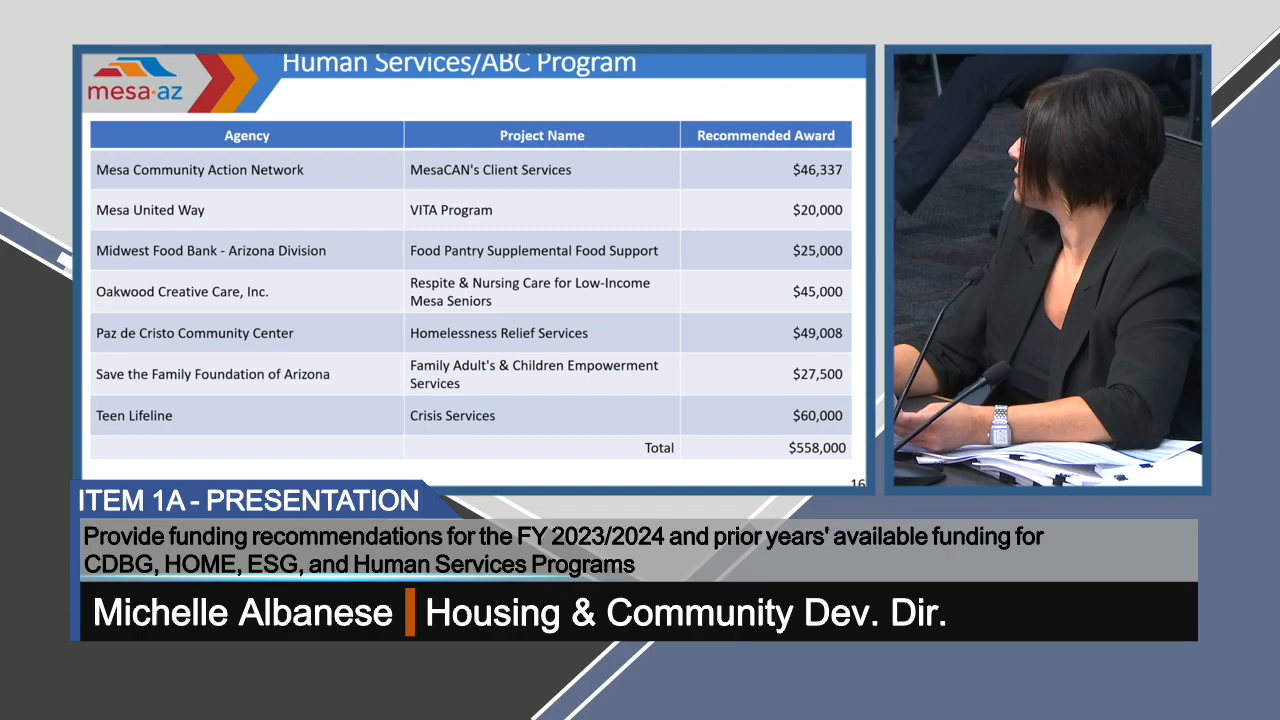 Human Services/ABC Program
mesa·az
Agency Project Name Recommended Award
Mesa Community Action Network MesaCAN's Client Services $46,337
Mesa United Way VITA Program $20,000
Midwest Food Bank - Arizona Division Food Pantry Supplemental Food Support $25,000
Oakwood Creative Care, Inc. Respite & Nursing Care for Low-Income
Mesa Seniors $45,000
Paz de Cristo Community Center Homelessness Relief Services $49,008
Save the Family Foundation of Arizona Family Adult's & Children Empowerment
Services $27,500
Teen Lifeline Crisis Services $60,000
Total $558,000
16
ITEM 1A - PRESENTATION
Provide funding recommendations for the FY 2023/2024 and prior years' available funding for
CDBG, HOME, ESG, and Human Services Programs
Michelle Albanese Housing & Community Dev. Dir.